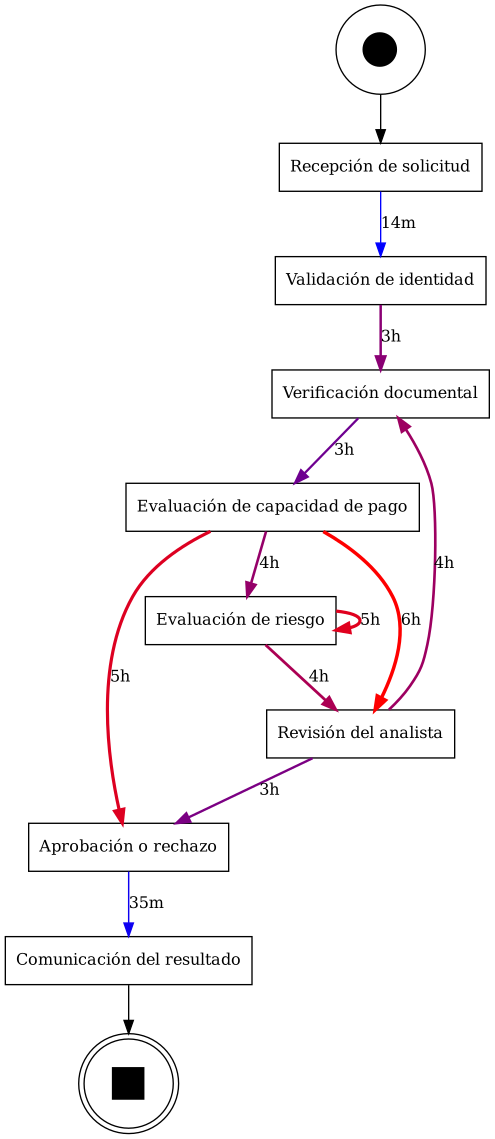 Recepción de solicitud
14m
Validación de identidad
3h
Verificación documental
3h
Evaluación de capacidad de pago
4h
Evaluación de riesgo
5h
6h
4h
5h
4h
Revisión del analista
3h
Aprobación o rechazo
35m
Comunicación del resultado